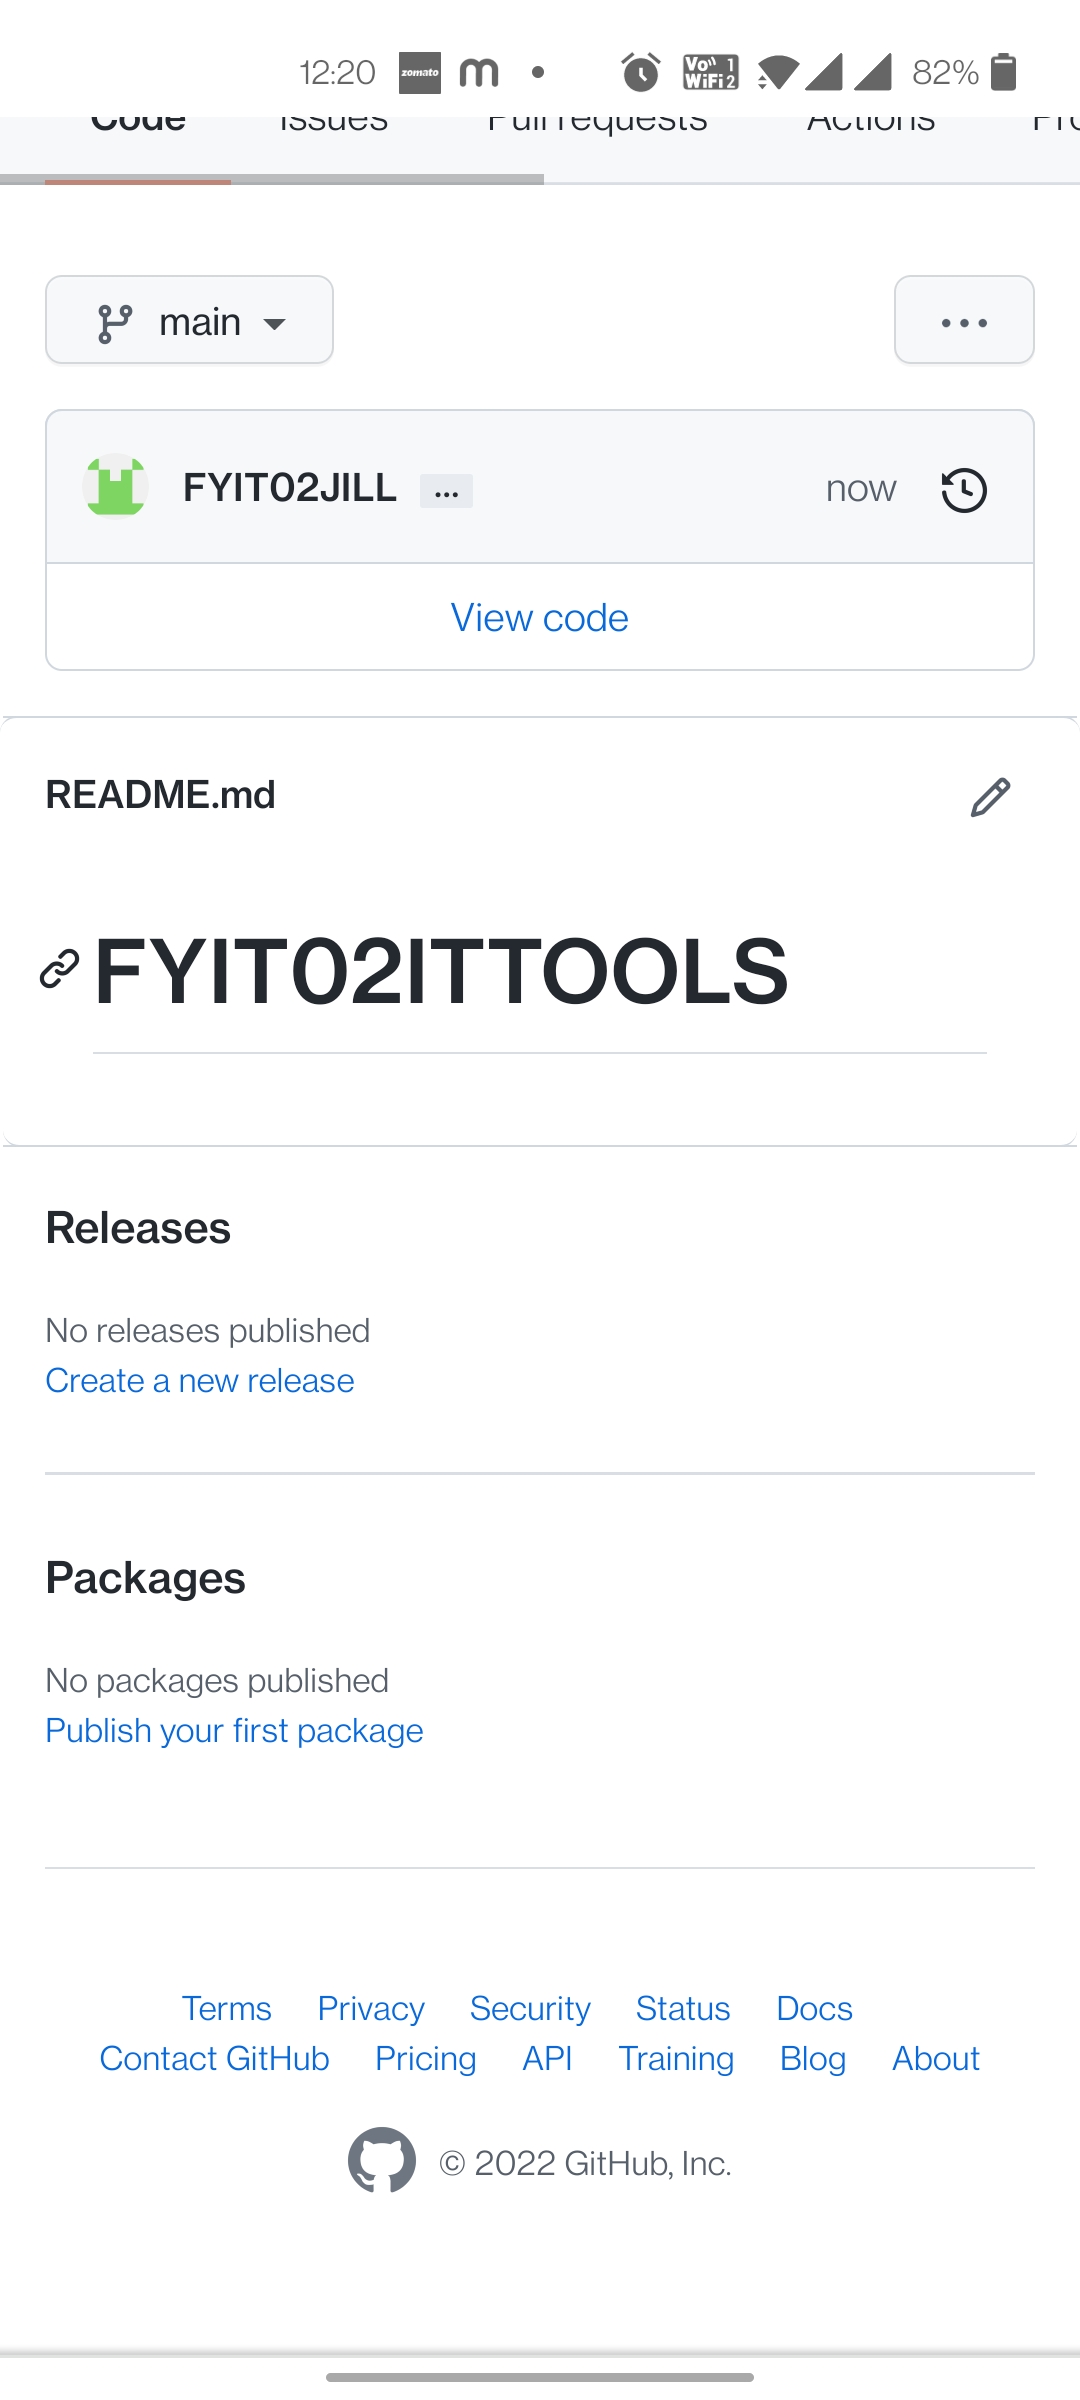 12:20 zomato m Vo 1 WiFi 2 82%
Code Issues Pull requests Actions
main
FYIT02JILL ... now
View code
README.md
FYIT02ITTOOLS
Releases
No releases published
Create a new release
Packages
No packages published
Publish your first package
Terms Privacy Security Status Docs
Contact GitHub Pricing API Training Blog About
© 2022 GitHub, Inc.